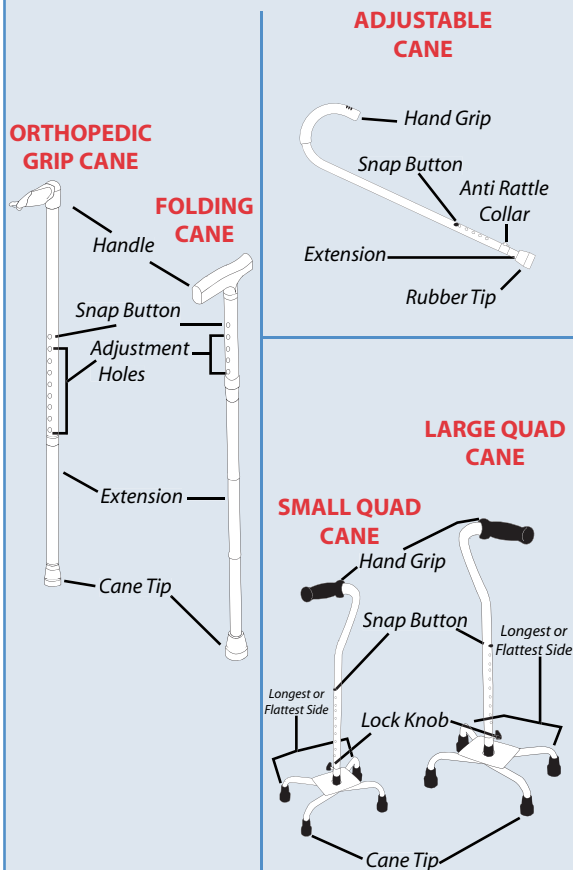 ORTHOPEDIC
GRIP CANE
FOLDING
CANE
Handle
Snap Button
Adjustment
Holes
Extension
Cane Tip
ADJUSTABLE
CANE
Hand Grip
Snap Button
Anti Rattle
Collar
Extension
Rubber Tip
LARGE QUAD
CANE
SMALL QUAD
CANE
Hand Grip
Snap Button
Longest or
Flattest Side
Longest or
Flattest Side
Lock Knob
Cane Tip